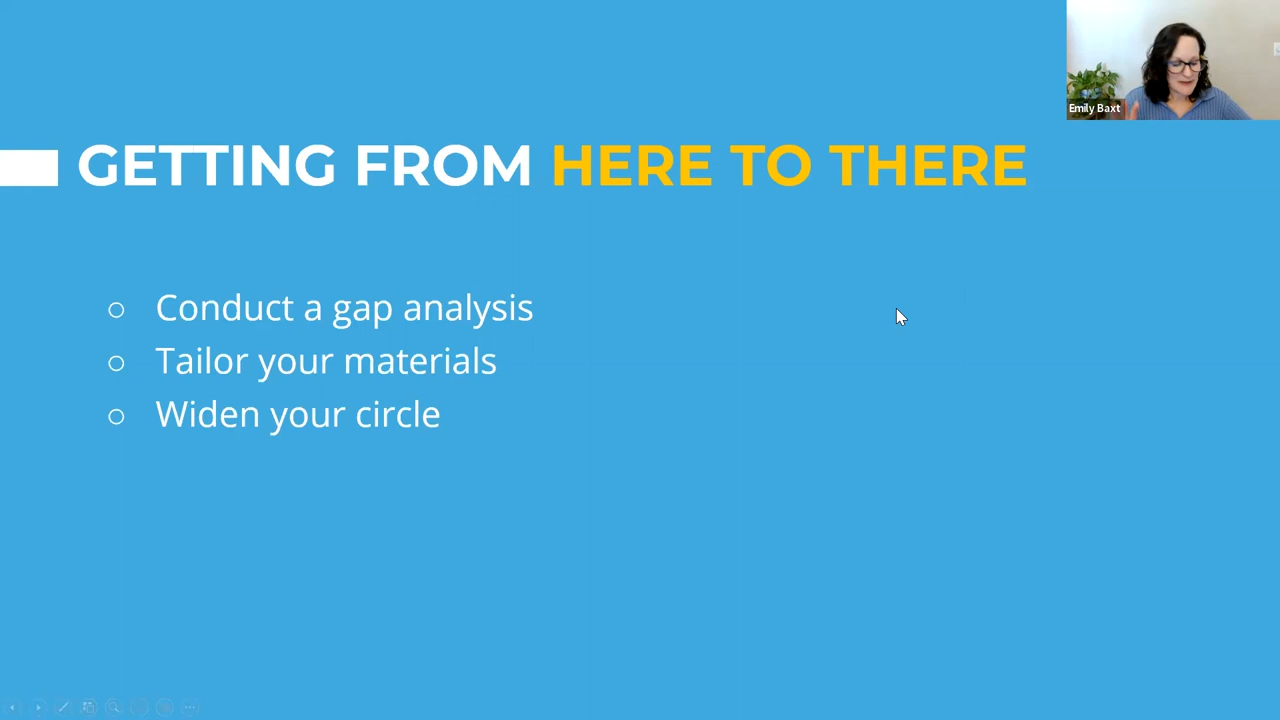 Emily Baxt
GETTING FROM HERE TO THERE
○ Conduct a gap analysis
○ Tailor your materials
○ Widen your circle